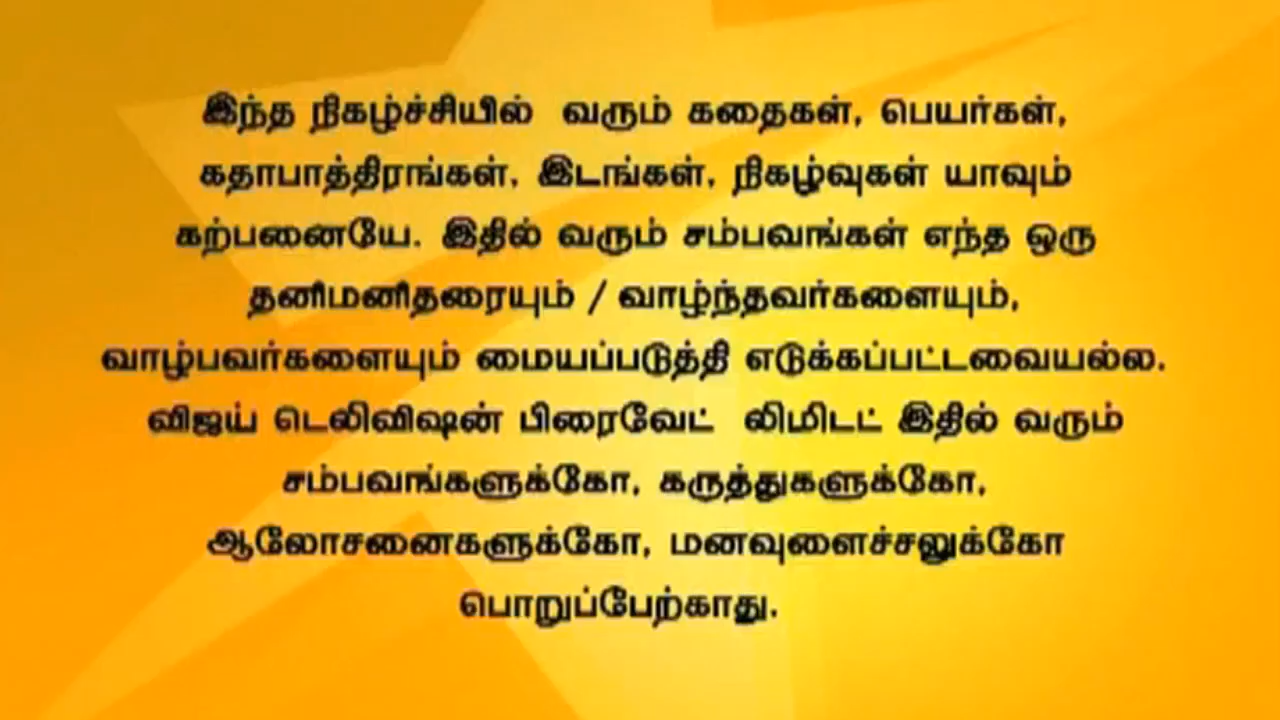 இந்த நிகழ்ச்சியில் வரும் கதைகள், பெயர்கள்,
கதாபாத்திரங்கள், இடங்கள், நிகழ்வுகள் யாவும்
கற்பனையே. இதில் வரும் சம்பவங்கள் எந்த ஒரு
தனிமனிதரையும் / வாழ்ந்தவர்களையும்,
வாழ்பவர்களையும் மையப்படுத்தி எடுக்கப்பட்டவையல்ல.
விஜய் டெலிவிஷன் பிரைவேட் லிமிடட் இதில் வரும்
சம்பவங்களுக்கோ, கருத்துகளுக்கோ,
ஆலோசனைகளுக்கோ, மனவுளைச்சலுக்கோ
பொறுப்பேற்காது.